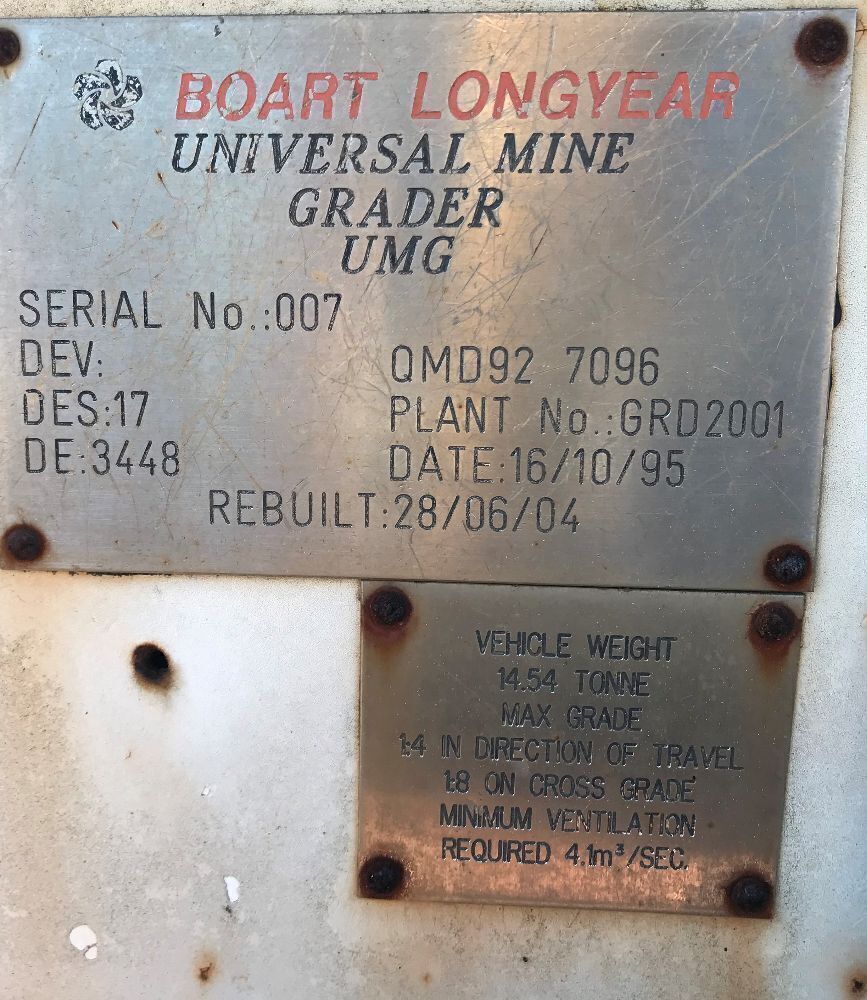 BOART LONGYEAR
UNIVERSAL MINE
GRADER
UMG
SERIAL No.:007
DEV: QMD92 7096
DES:17 PLANT No.:GRD2001
DE:3448 DATE:16/10/95
REBUILT:28/06/04
VEHICLE WEIGHT
14.54 TONNE
MAX GRADE
1:4 IN DIRECTION OF TRAVEL
1:8 ON CROSS GRADE
MINIMUM VENTILATION
REQUIRED 4.1m³/SEC.